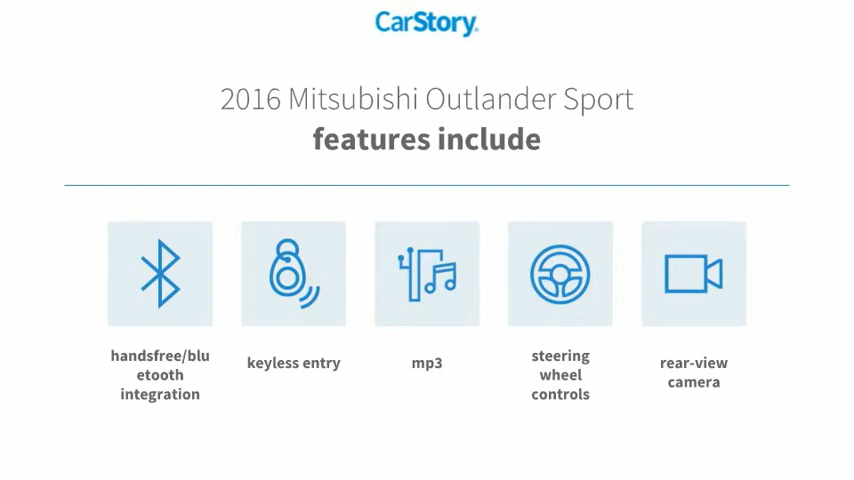 CarStory.
2016 Mitsubishi Outlander Sport
features include
handsfree/blu
etooth
integration
keyless entry
mp3
steering
wheel
controls
rear-view
camera